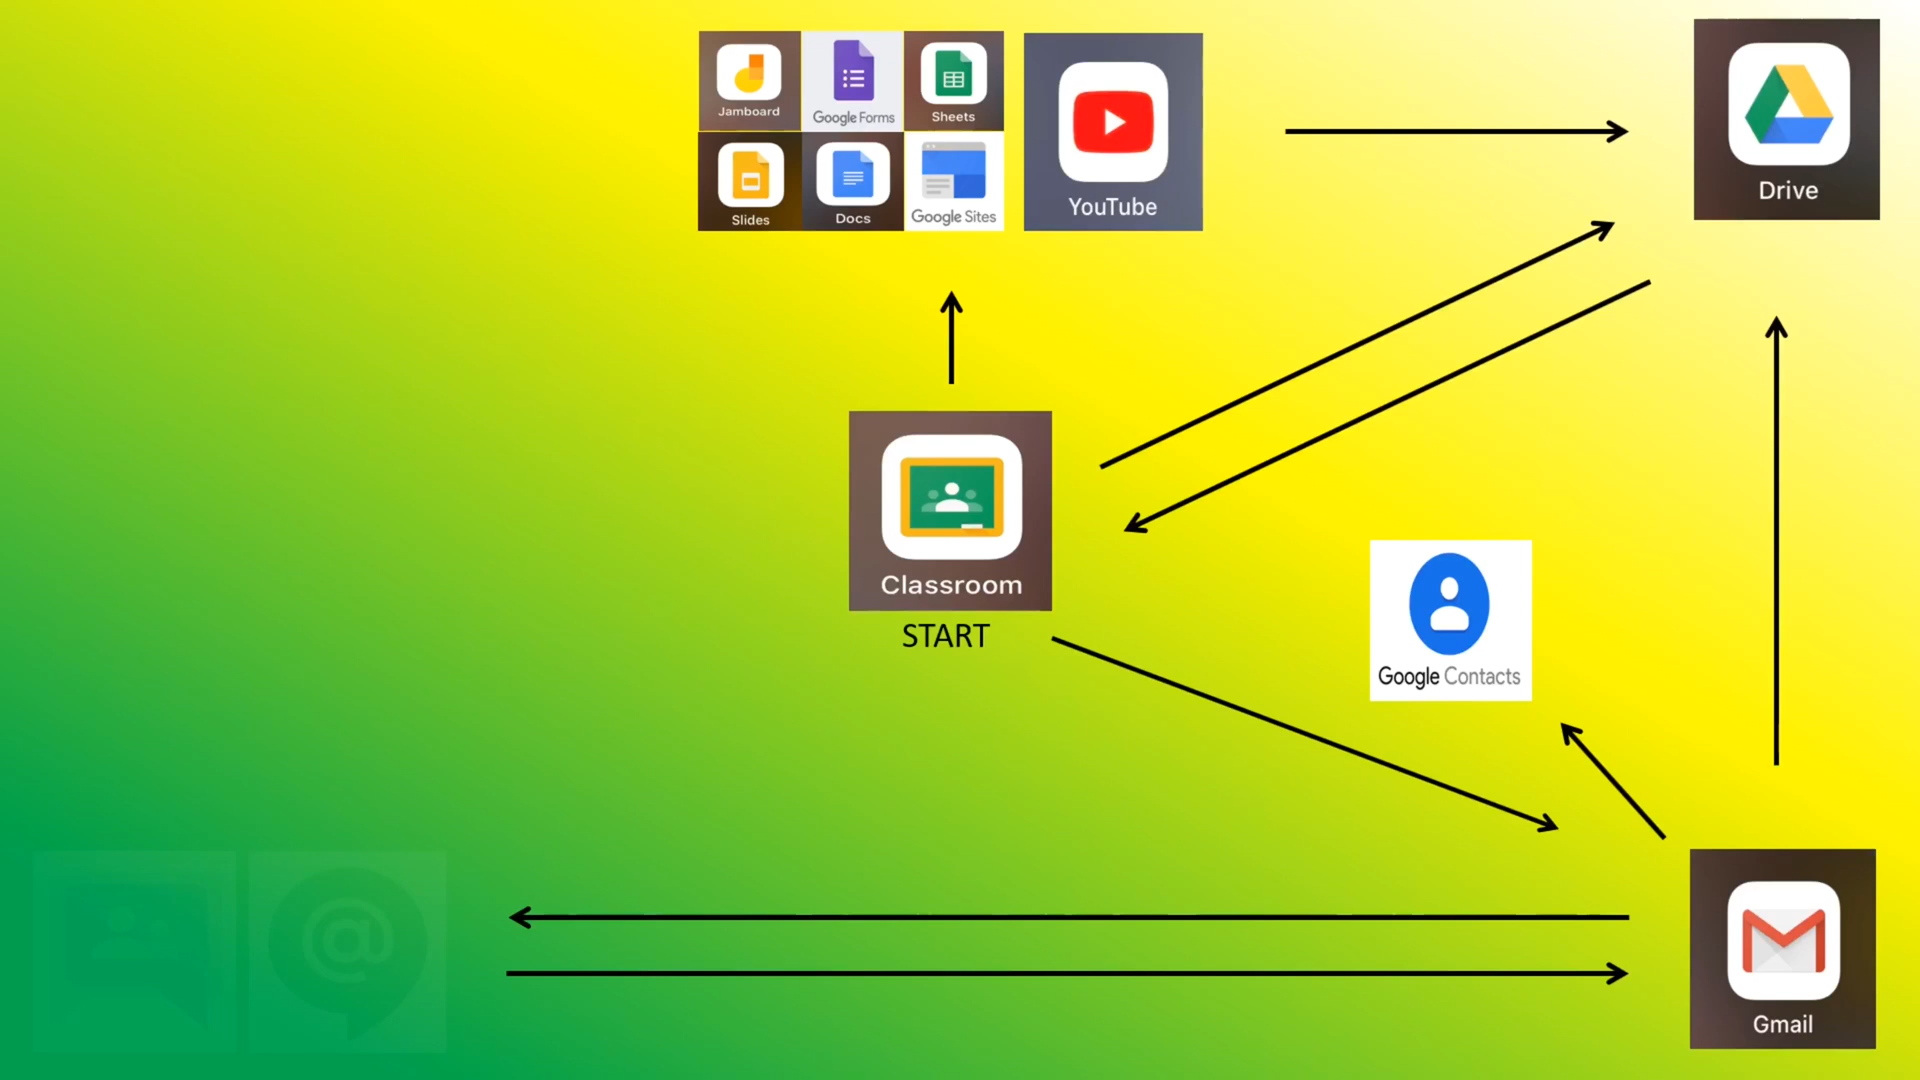 Jamboard
Google Forms
Sheets
Slides
Docs
Google Sites
YouTube
Drive
Classroom
START
Google Contacts
@
Gmail